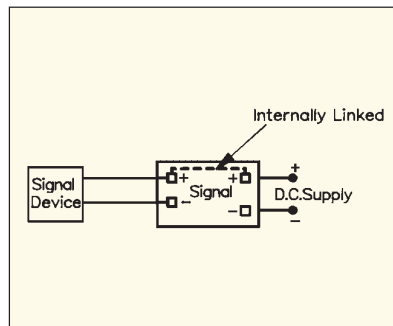 Internally Linked
Signal
Device
+ +
Signal
- -
+
D.C.Supply
-